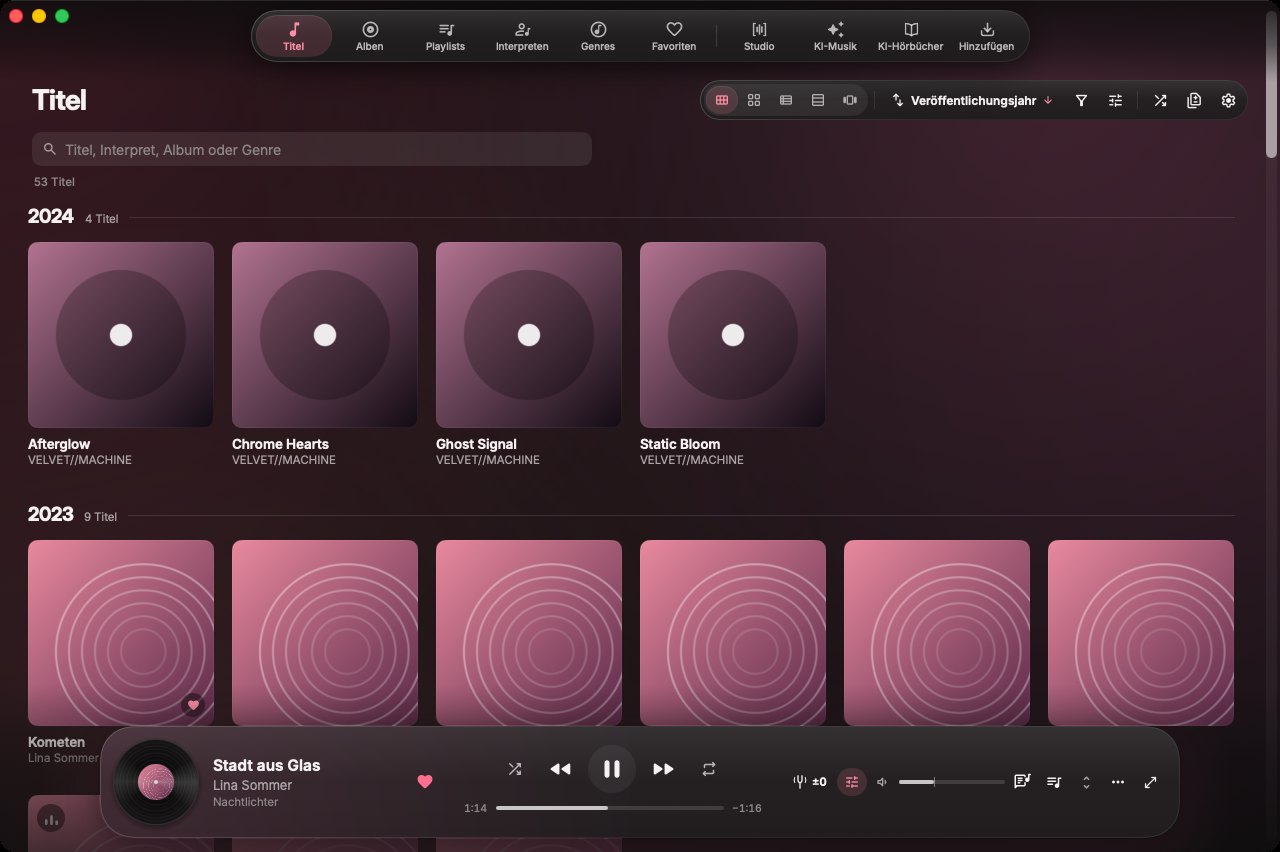 Titel
Alben
Playlists
Interpreten
Genres
Favoriten
Studio
KI-Musik
KI-Hörbücher
Hinzufügen
Titel
Veröffentlichungsjahr
Titel, Interpret, Album oder Genre
53 Titel
2024 4 Titel
Afterglow
VELVET//MACHINE
Chrome Hearts
VELVET//MACHINE
Ghost Signal
VELVET//MACHINE
Static Bloom
VELVET//MACHINE
2023 9 Titel
Kometen
Lina Sommer
Stadt aus Glas
Lina Sommer
Nachtlichter
1:14
−1:16
±0